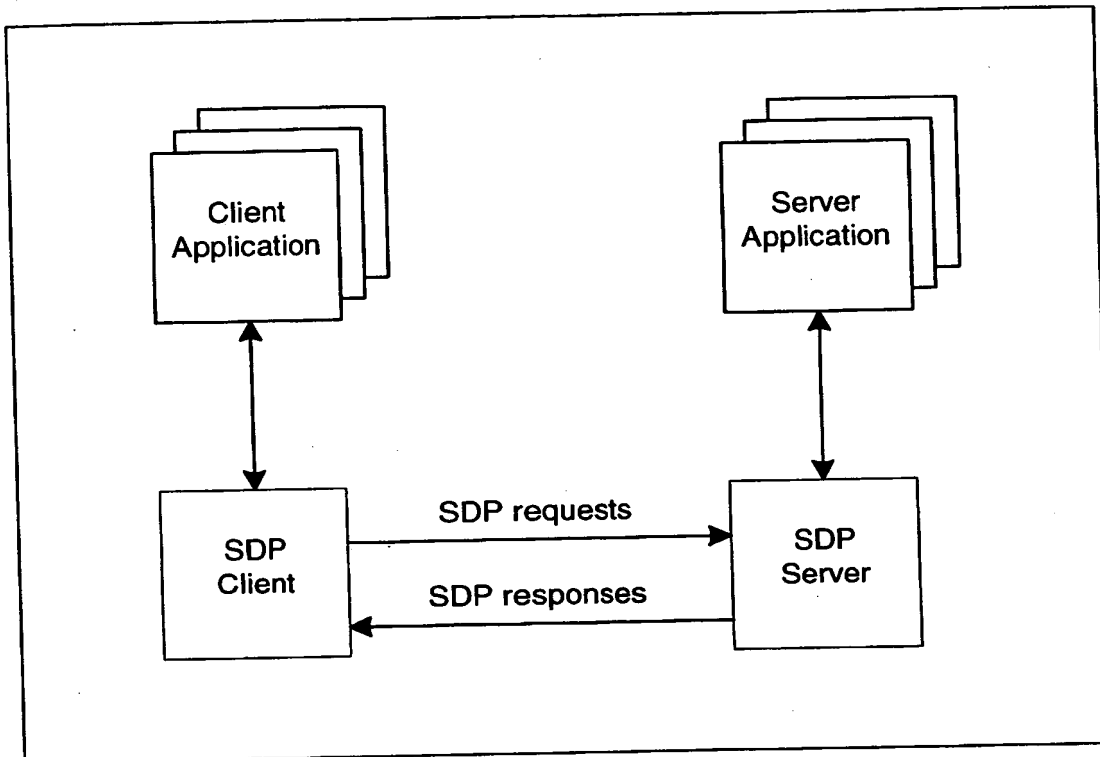 Client
Application
Server
Application
SDP requests
SDP
Client
SDP
Server
SDP responses